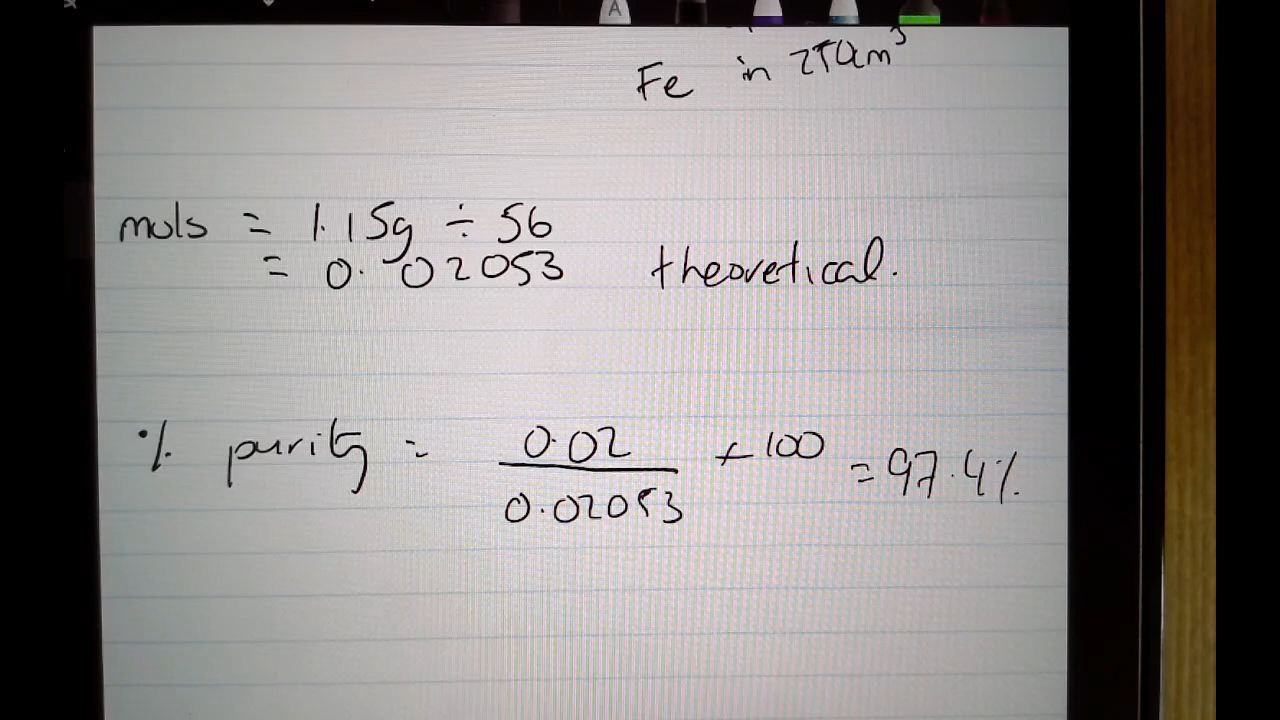 A
Fe in 250cm³
mols = 1.15g ÷ 56
= 0.02053 theoretical.
% purity = 0.02 / 0.02053 × 100 = 97.4%